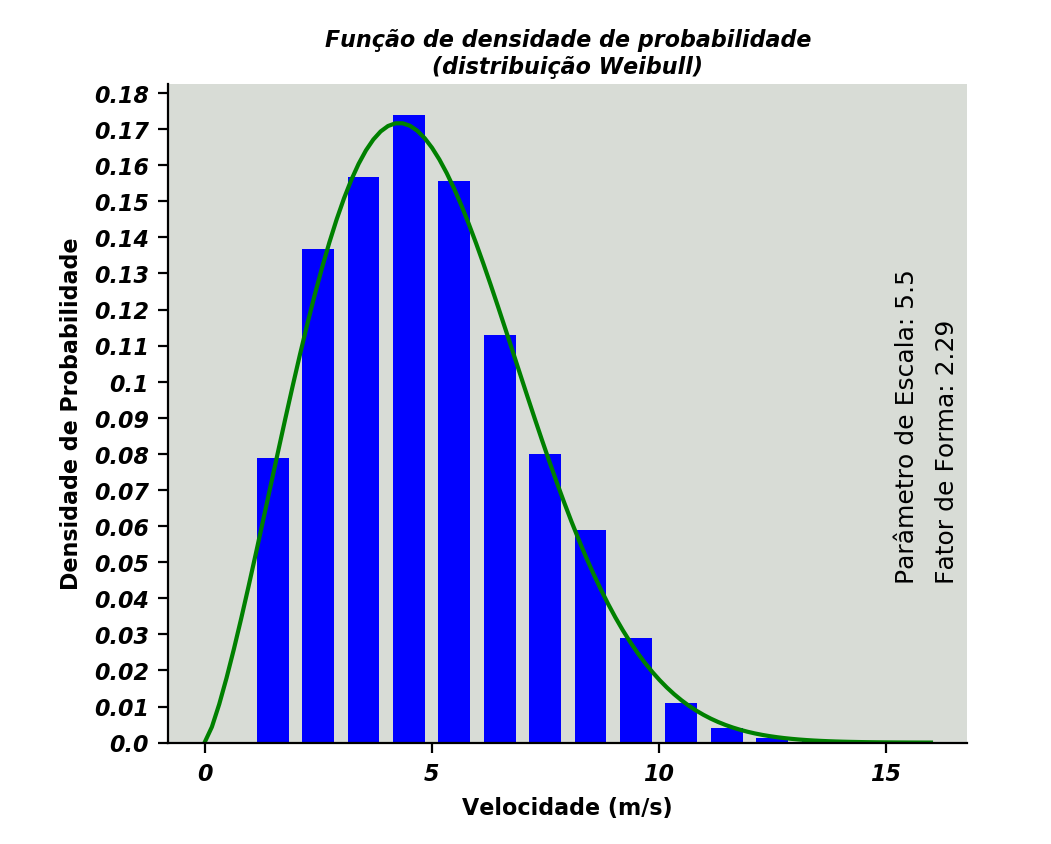 Função de densidade de probabilidade
(distribuição Weibull)
Densidade de Probabilidade
0.18
0.17
0.16
0.15
0.14
0.13
0.12
0.11
0.1
0.09
0.08
0.07
0.06
0.05
0.04
0.03
0.02
0.01
0.0
Parâmetro de Escala: 5.5
Fator de Forma: 2.29
0 5 10 15
Velocidade (m/s)